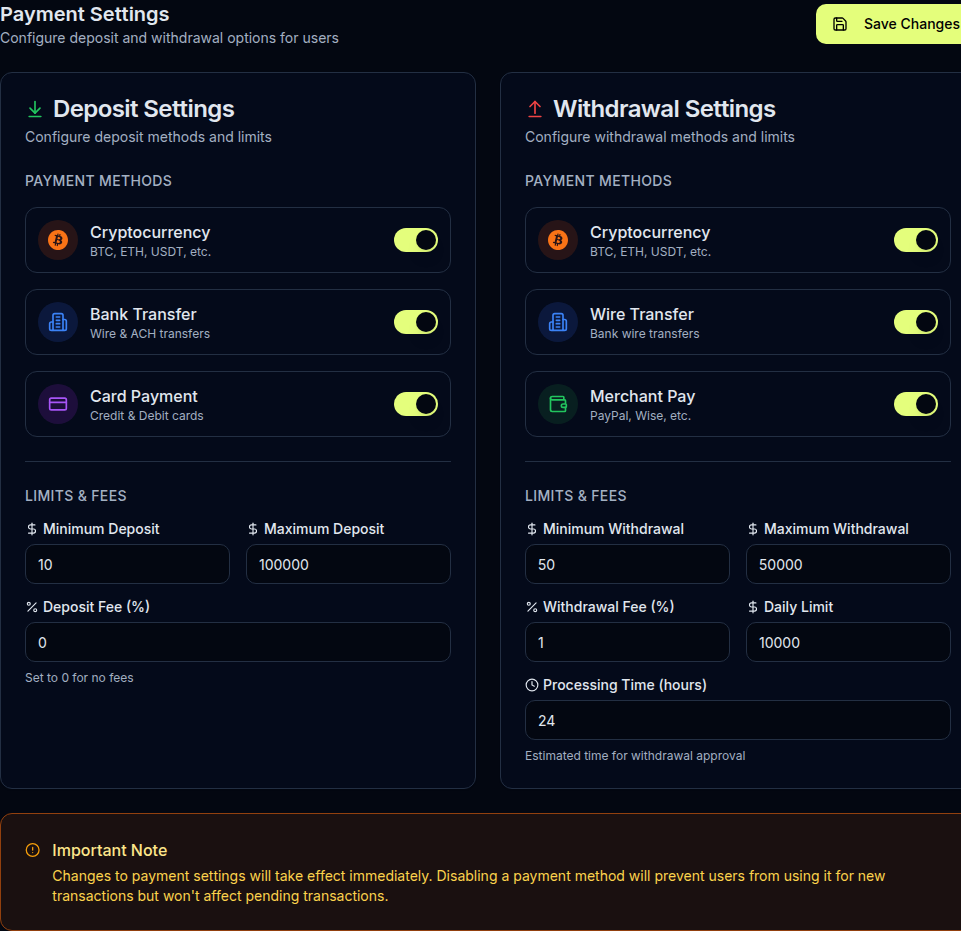 Payment Settings
Configure deposit and withdrawal options for users
Save Changes
Deposit Settings
Configure deposit methods and limits
PAYMENT METHODS
Cryptocurrency
BTC, ETH, USDT, etc.
Bank Transfer
Wire & ACH transfers
Card Payment
Credit & Debit cards
LIMITS & FEES
$ Minimum Deposit
$ Maximum Deposit
10
100000
% Deposit Fee (%)
0
Set to 0 for no fees
Withdrawal Settings
Configure withdrawal methods and limits
PAYMENT METHODS
Cryptocurrency
BTC, ETH, USDT, etc.
Wire Transfer
Bank wire transfers
Merchant Pay
PayPal, Wise, etc.
LIMITS & FEES
$ Minimum Withdrawal
$ Maximum Withdrawal
50
50000
% Withdrawal Fee (%)
$ Daily Limit
1
10000
Processing Time (hours)
24
Estimated time for withdrawal approval
Important Note
Changes to payment settings will take effect immediately. Disabling a payment method will prevent users from using it for new
transactions but won't affect pending transactions.